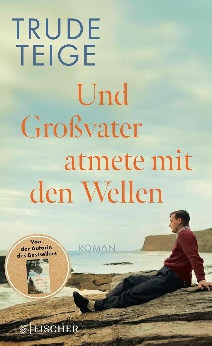 TRUDE
TEIGE
Und
Großvater
atmete mit
den Wellen
ROMAN
Von
der Autorin
des Bestsellers
FISCHER